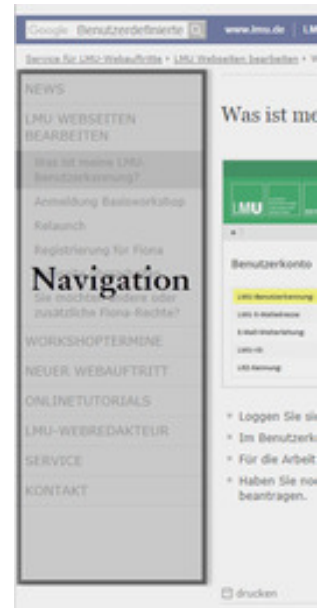 Google Benutzerdefinierte
www.lmu.de LM
Service für LMU-Webauftritte LMU Webseiten bearbeiten W
NEWS
LMU WEBSEITEN
BEARBEITEN
Was ist meine LMU-
Benutzerkennung?
Anmeldung Basisworkshop
Relaunch
Registrierung für Fiona
Navigation
Sie möchten andere oder
zusätzliche Fiona-Rechte?
WORKSHOPTERMINE
NEUER WEBAUFTRITT
ONLINETUTORIALS
LMU-WEBREDAKTEUR
SERVICE
KONTAKT
Was ist me
LMU
Benutzerkonto
LMU-Benutzerkennung
LMU E-Mailadresse
E-Mail-Weiterleitung
Loggen Sie si
Im Benutzerk
Für die Arbeit
Haben Sie no
beantragen.
drucken